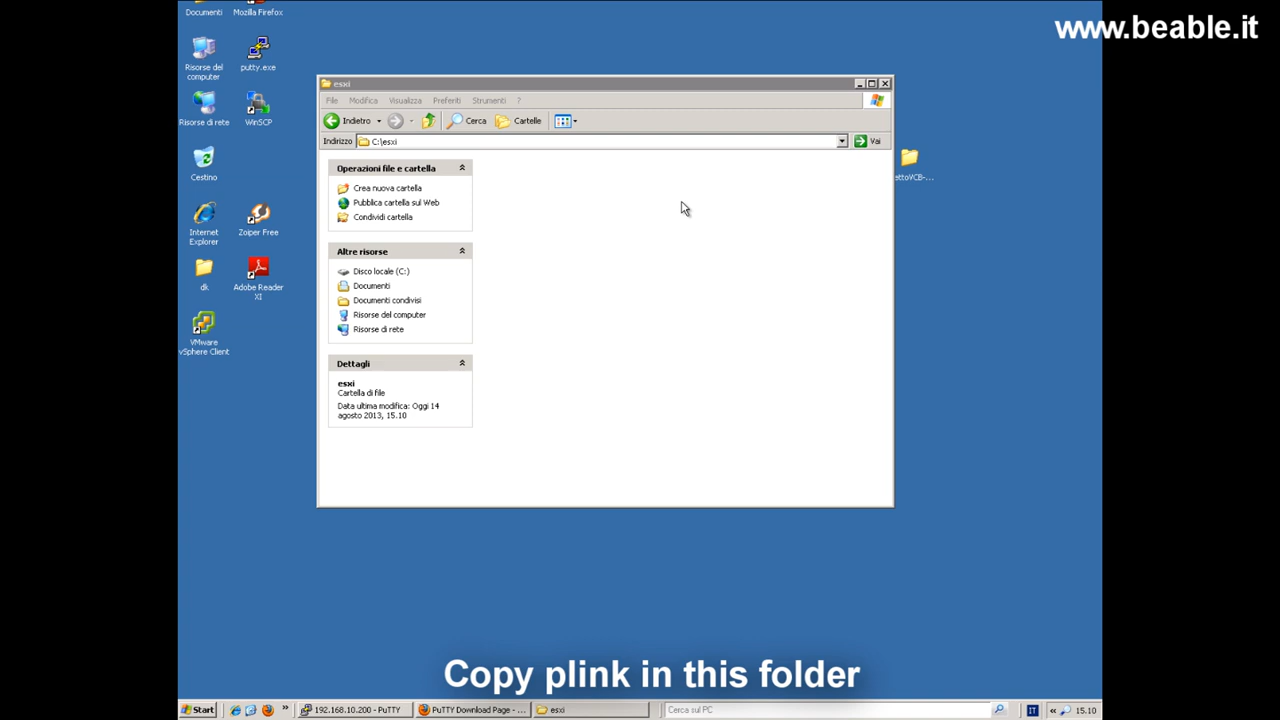 www.beable.it
Documenti
Mozilla Firefox
Risorse del
computer
putty.exe
Risorse di rete
WinSCP
Cestino
Internet
Explorer
Zoiper Free
dk
Adobe Reader
XI
VMware
vSphere Client
ettoVCB-...
esxi
File Modifica Visualizza Preferiti Strumenti ?
Indietro Cerca Cartelle
Indirizzo C:\esxi Vai
Operazioni file e cartella
Crea nuova cartella
Pubblica cartella sul Web
Condividi cartella
Altre risorse
Disco locale (C:)
Documenti
Documenti condivisi
Risorse del computer
Risorse di rete
Dettagli
esxi
Cartella di file
Data ultima modifica: Oggi 14
agosto 2013, 15.10
Copy plink in this folder
Start » 192.168.10.200 - PuTTY PuTTY Download Page - ... esxi Cerca sul PC IT « 15.10